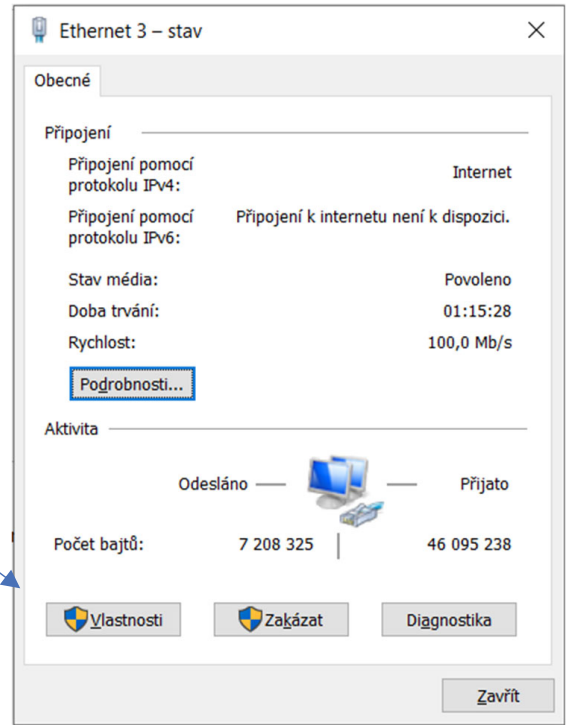 Ethernet 3 – stav
Obecné
Připojení
Připojení pomocí
protokolu IPv4:
Internet
Připojení pomocí
protokolu IPv6:
Připojení k internetu není k dispozici.
Stav média:
Povoleno
Doba trvání:
01:15:28
Rychlost:
100,0 Mb/s
Podrobnosti...
Aktivita
Odesláno
Přijato
Počet bajtů:
7 208 325
46 095 238
Vlastnosti
Zakázat
Diagnostika
Zavřít